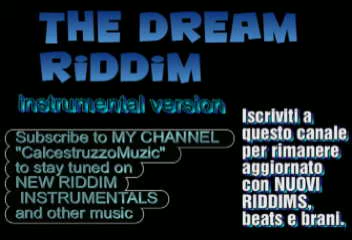 THE DREAM
RiDDiM
Instrumental version
Subscribe to MY CHANNEL
"CalcestruzzoMuzic"
to stay tuned on
NEW RIDDIM
INSTRUMENTALS
and other music
Iscriviti a
questo canale
per rimanere
aggiornato
con NUOVI
RIDDIMS,
beats e brani.